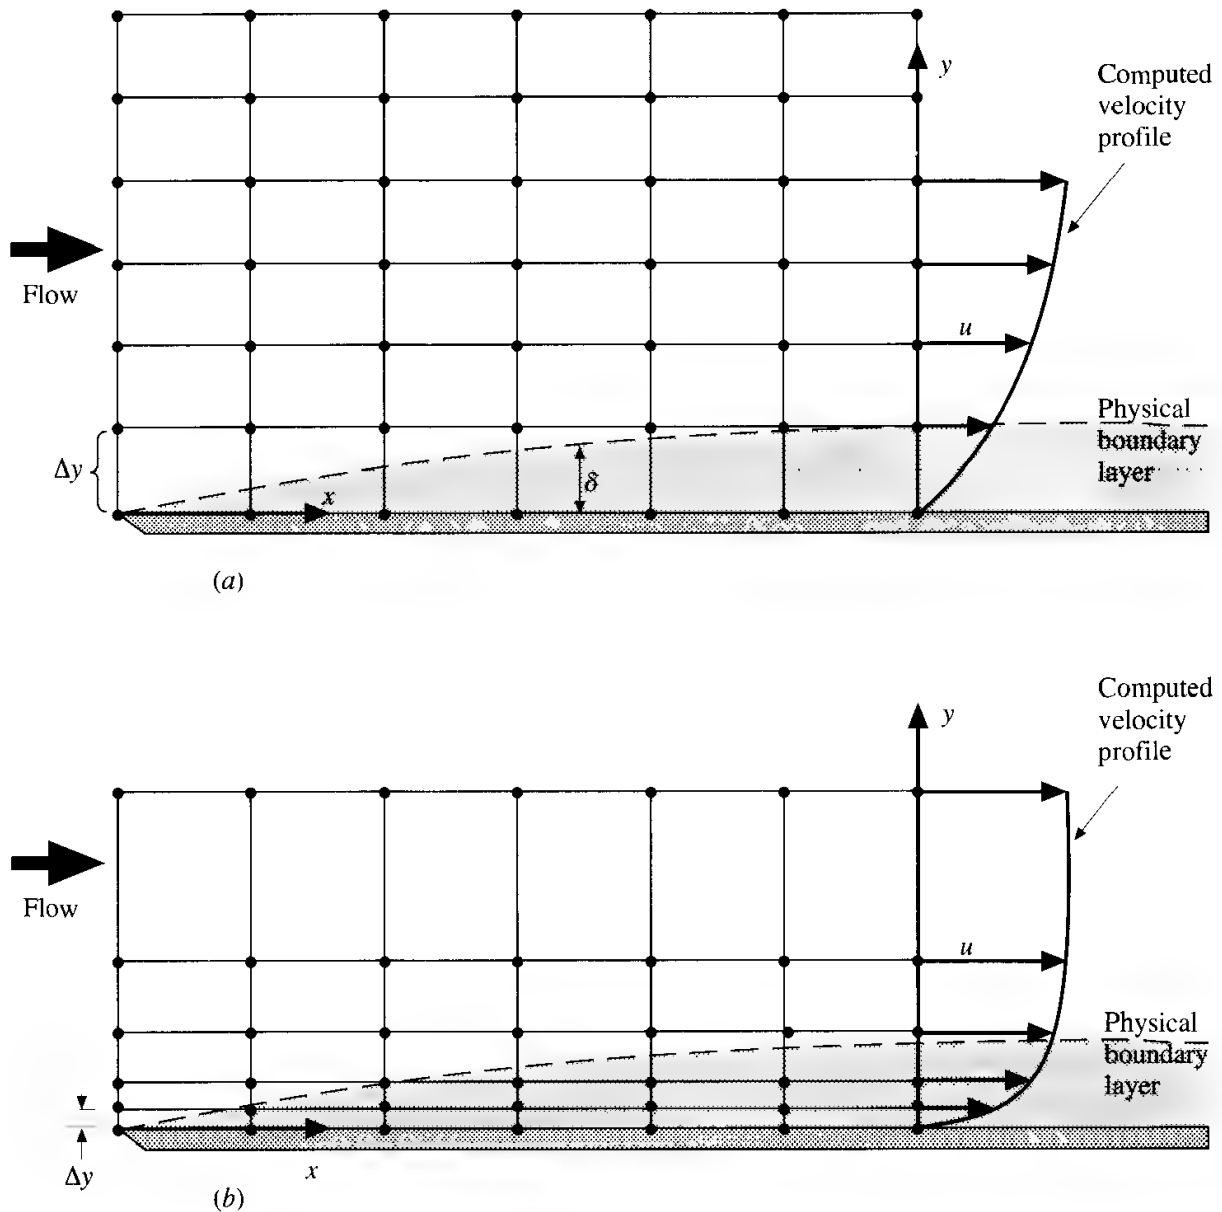 y
Computed
velocity
profile
Flow
u
Physical
boundary
layer
Δy
x
δ
(a)
Computed
velocity
profile
y
Flow
u
Physical
boundary
layer
Δy
x
(b)